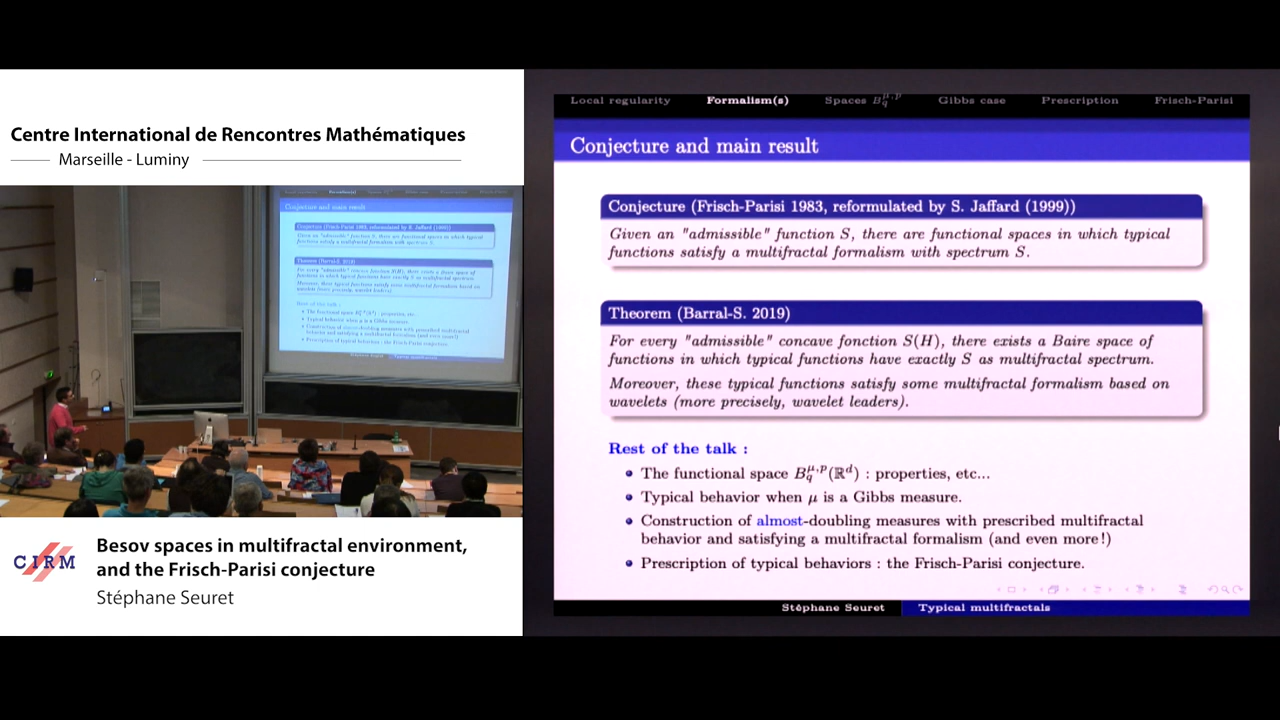 Centre International de Rencontres Mathématiques
Marseille - Luminy
CIRM
Besov spaces in multifractal environment,
and the Frisch-Parisi conjecture
Stéphane Seuret
Local regularity Formalism(s) Spaces B_q^{μ,p} Gibbs case Prescription Frisch-Parisi
Conjecture and main result
Conjecture (Frisch-Parisi 1983, reformulated by S. Jaffard (1999))
Given an "admissible" function S, there are functional spaces in which typical
functions satisfy a multifractal formalism with spectrum S.
Theorem (Barral-S. 2019)
For every "admissible" concave fonction S(H), there exists a Baire space of
functions in which typical functions have exactly S as multifractal spectrum.
Moreover, these typical functions satisfy some multifractal formalism based on
wavelets (more precisely, wavelet leaders).
Rest of the talk :
• The functional space B_q^{μ,p}(ℝ^d) : properties, etc...
• Typical behavior when μ is a Gibbs measure.
• Construction of almost-doubling measures with prescribed multifractal
behavior and satisfying a multifractal formalism (and even more!)
• Prescription of typical behaviors : the Frisch-Parisi conjecture.
Stéphane Seuret Typical multifractals